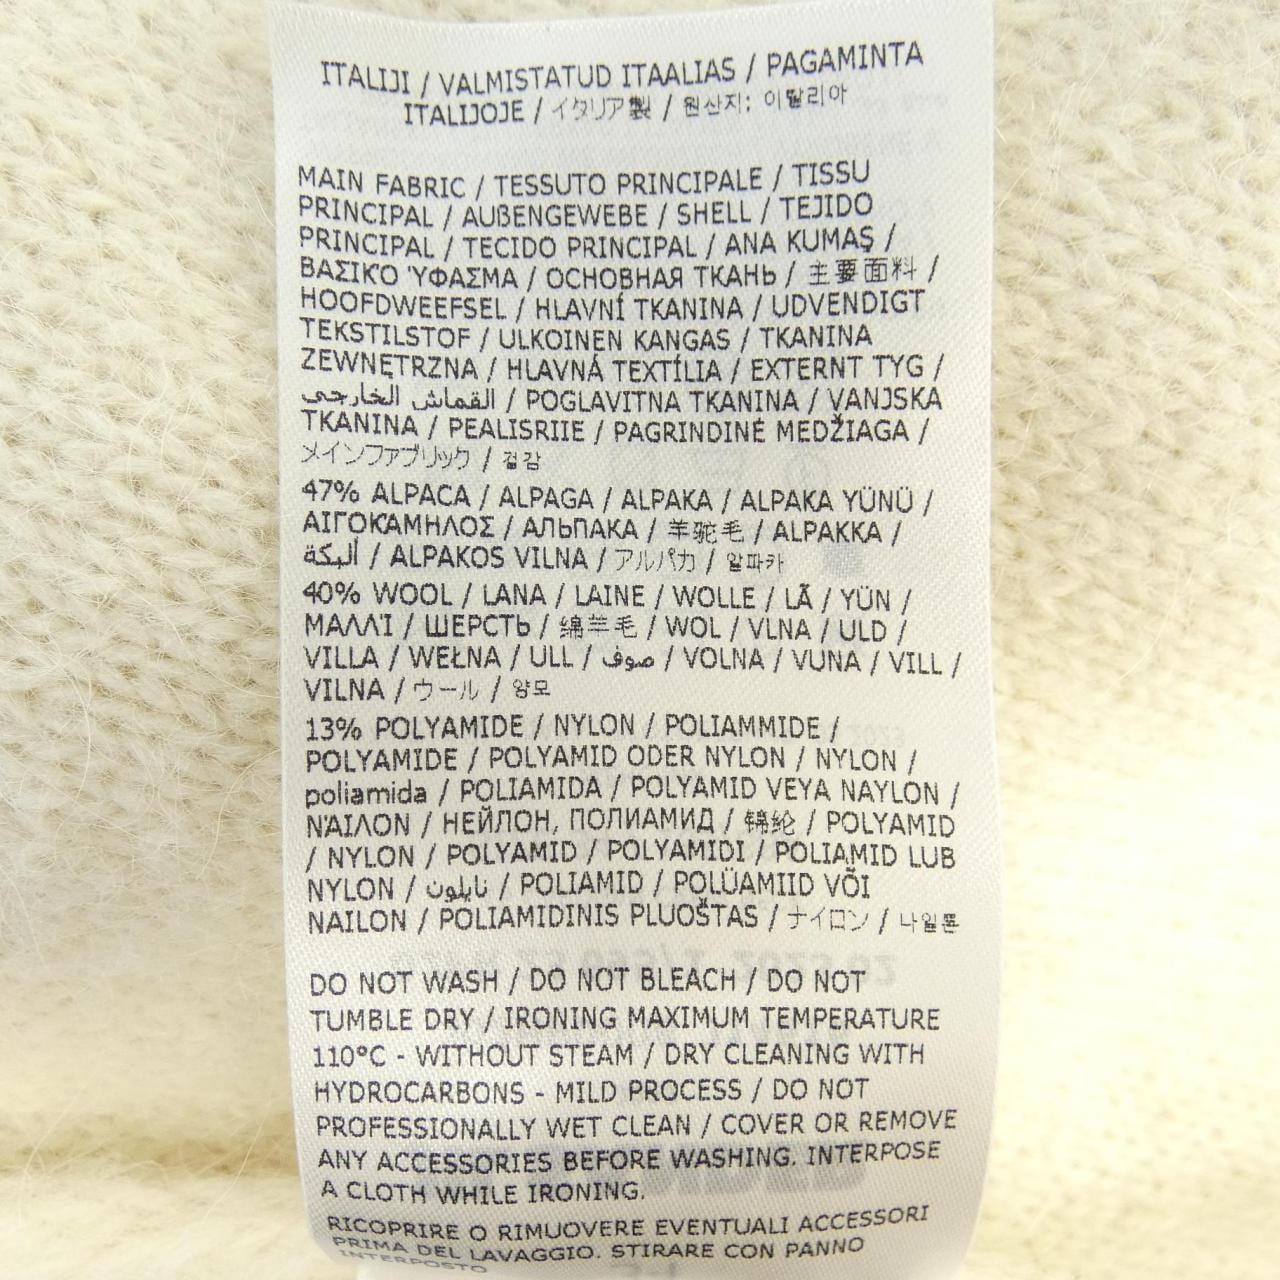 ITALIJI / VALMISTATUD ITAALIAS / PAGAMINTA
ITALIJOJE / イタリア製 / 원산지: 이탈리아
MAIN FABRIC / TESSUTO PRINCIPALE / TISSU
PRINCIPAL / AUßENGEWEBE / SHELL / TEJIDO
PRINCIPAL / TECIDO PRINCIPAL / ANA KUMAŞ /
ΒΑΣΙΚΌ ΎΦΑΣΜΑ / ОСНОВНАЯ ТКАНЬ / 主要面料 /
HOOFDWEEFSEL / HLAVNÍ TKANINA / UDVENDIGT
TEKSTILSTOF / ULKOINEN KANGAS / TKANINA
ZEWNĘTRZNA / HLAVNÁ TEXTÍLIA / EXTERNT TYG /
القماش الخارجي / POGLAVITNA TKANINA / VANJSKA
TKANINA / PEALISRIIE / PAGRINDINĖ MEDŽIAGA /
メインファブリック / 겉감
47% ALPACA / ALPAGA / ALPAKA / ALPAKA YÜNÜ /
ΑΙΓΟΚΆΜΗΛΟΣ / АЛЬПАКА / 羊驼毛 / ALPAKKA /
ألبكة / ALPAKOS VILNA / アルパカ / 알파카
40% WOOL / LANA / LAINE / WOLLE / LÃ / YÜN /
ΜΑΛΛΊ / ШЕРСТЬ / 绵羊毛 / WOL / VLNA / ULD /
VILLA / WEŁNA / ULL / صوف / VOLNA / VUNA / VILL /
VILNA / ウール / 양모
13% POLYAMIDE / NYLON / POLIAMMIDE /
POLYAMIDE / POLYAMID ODER NYLON / NYLON /
poliamida / POLIAMIDA / POLYAMID VEYA NAYLON /
ΝΆΙΛΟΝ / НЕЙЛОН, ПОЛИАМИД / 锦纶 / POLYAMID
/ NYLON / POLYAMID / POLYAMIDI / POLIAMID LUB
NYLON / نايلون / POLIAMID / POLÜAMIID VÕI
NAILON / POLIAMIDINIS PLUOŠTAS / ナイロン / 나일론
DO NOT WASH / DO NOT BLEACH / DO NOT
TUMBLE DRY / IRONING MAXIMUM TEMPERATURE
110°C - WITHOUT STEAM / DRY CLEANING WITH
HYDROCARBONS - MILD PROCESS / DO NOT
PROFESSIONALLY WET CLEAN / COVER OR REMOVE
ANY ACCESSORIES BEFORE WASHING. INTERPOSE
A CLOTH WHILE IRONING.
RICOPRIRE O RIMUOVERE EVENTUALI ACCESSORI
PRIMA DEL LAVAGGIO. STIRARE CON PANNO
INTERPOSTO